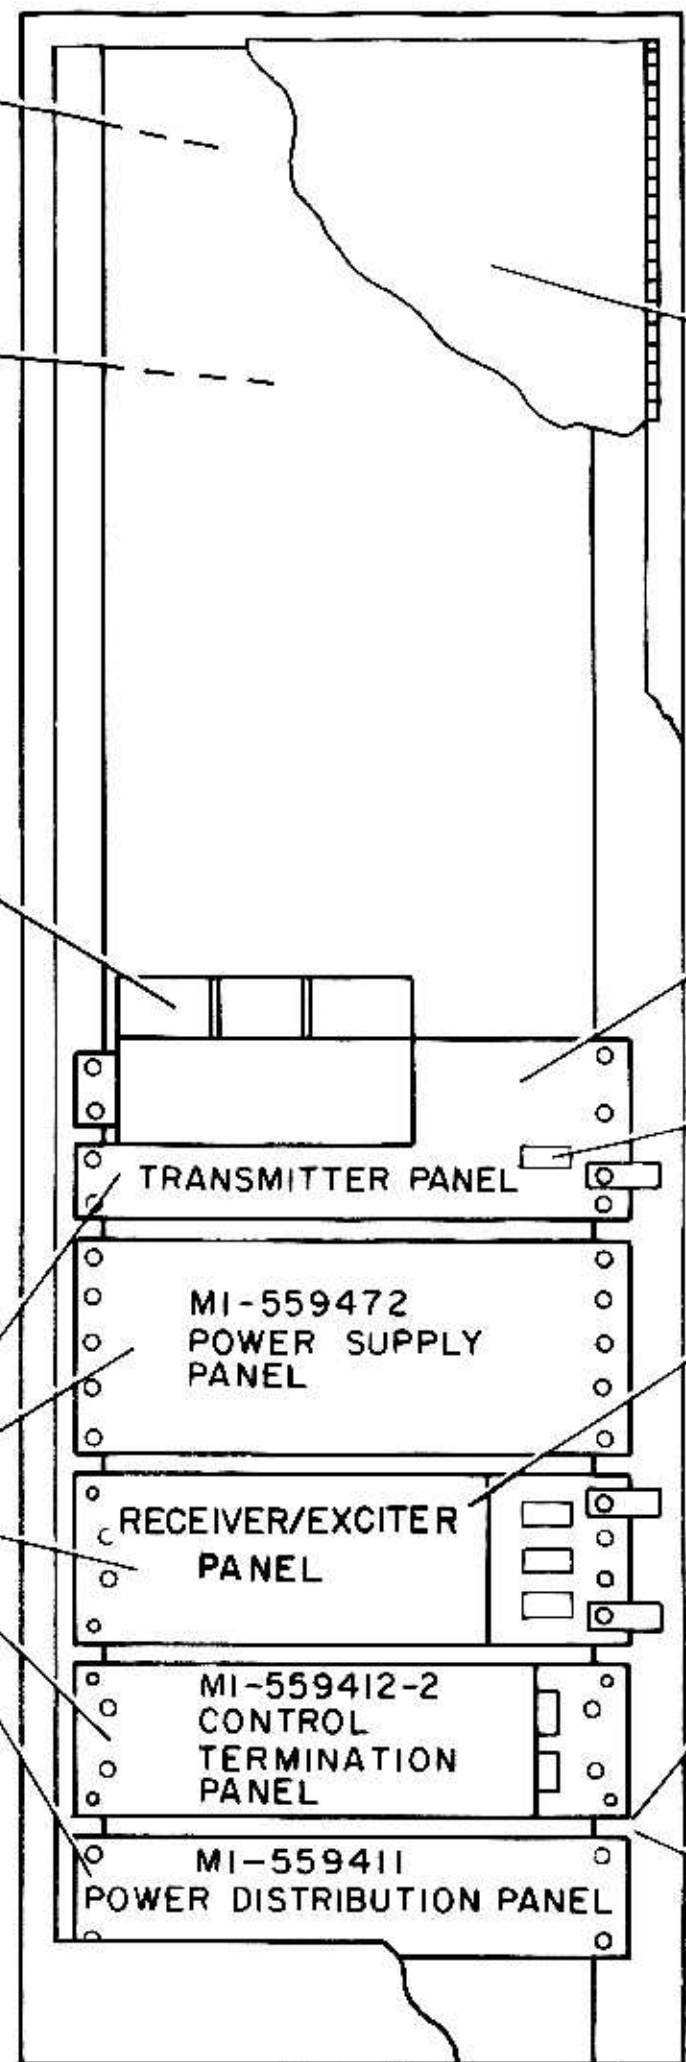 TRANSMITTER PANEL
MI-559472
POWER SUPPLY
PANEL
RECEIVER/EXCITER
PANEL
MI-559412-2
CONTROL
TERMINATION
PANEL
MI-559411
POWER DISTRIBUTION PANEL